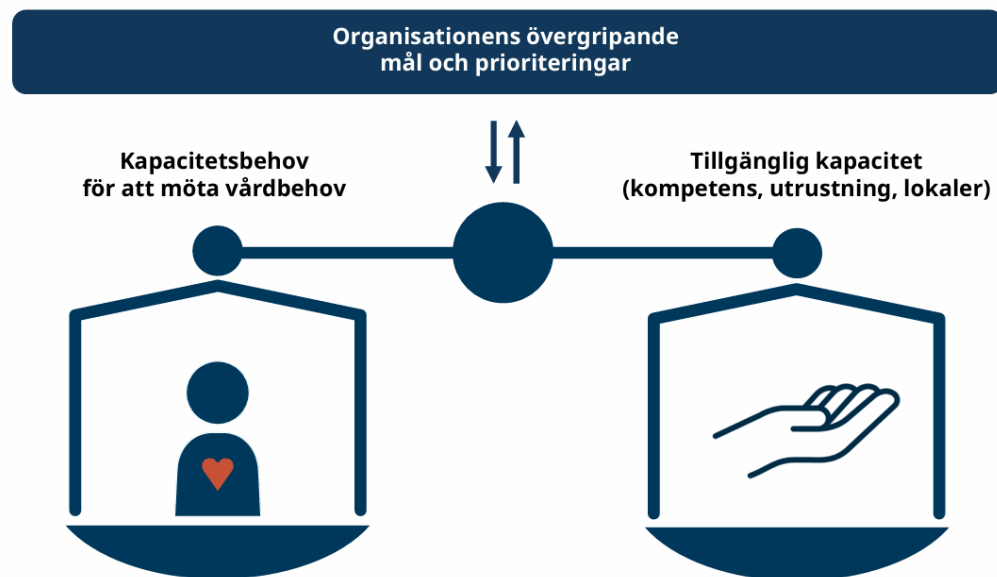 Organisationens övergripande
mål och prioriteringar
Kapacitetsbehov
för att möta vårdbehov
Tillgänglig kapacitet
(kompetens, utrustning, lokaler)